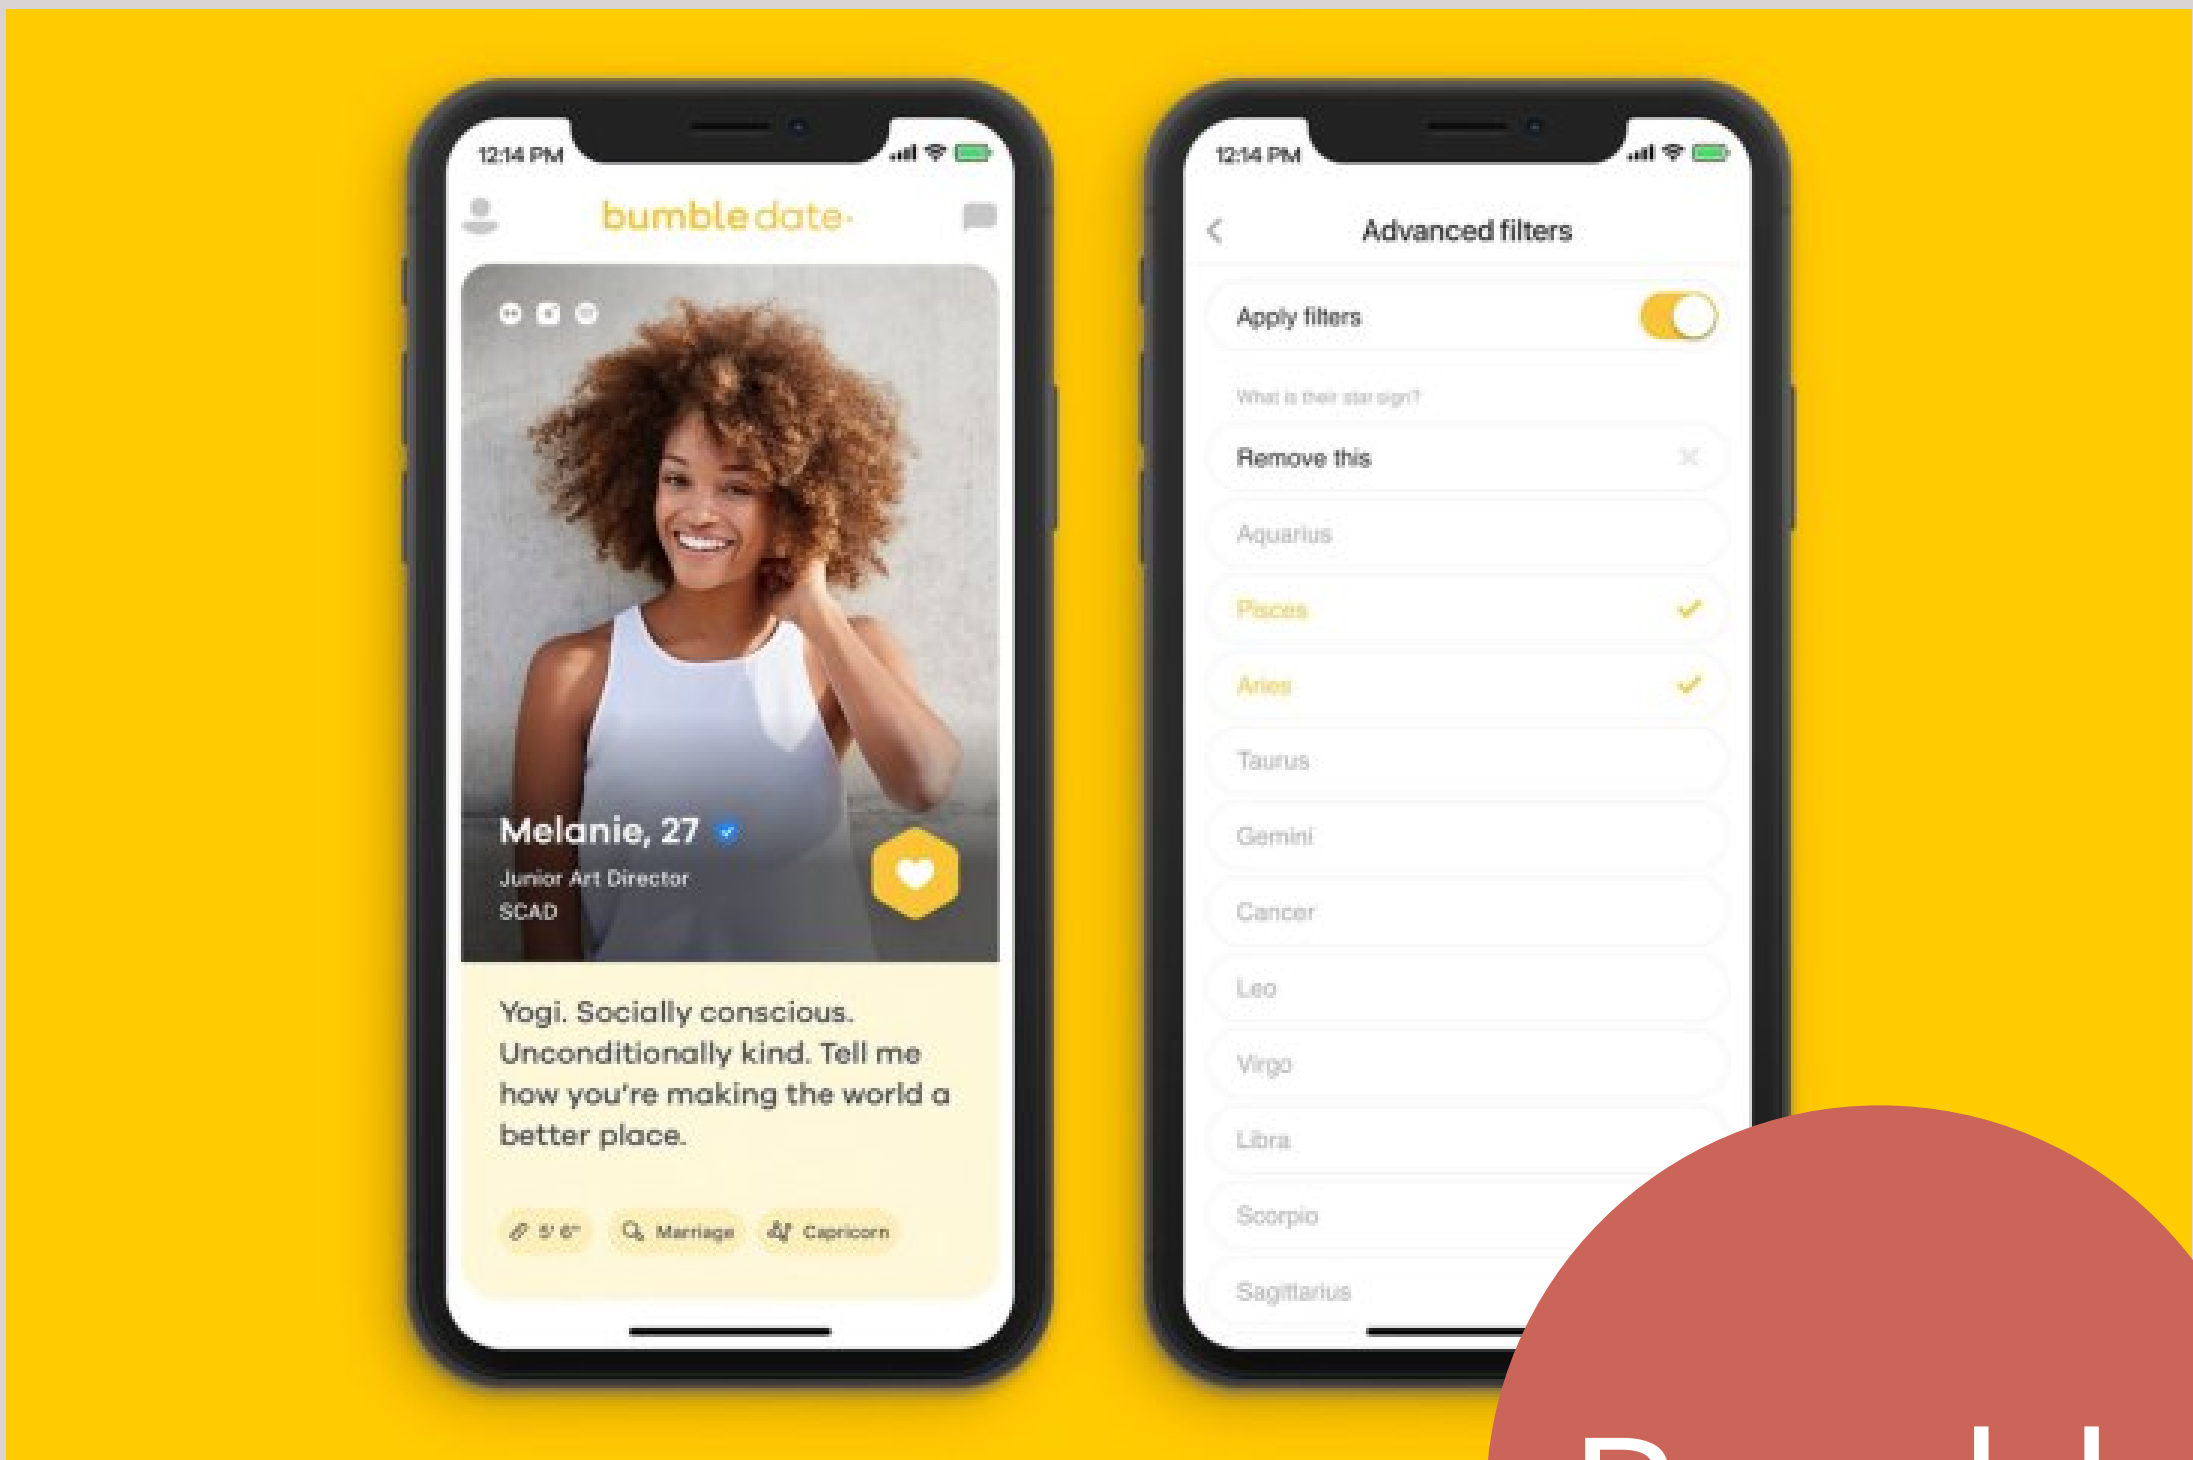 12:14 PM
bumble date·
Melanie, 27
Junior Art Director
SCAD
Yogi. Socially conscious.
Unconditionally kind. Tell me
how you're making the world a
better place.
5' 6"
Marriage
Capricorn
12:14 PM
Advanced filters
Apply filters
What is their star sign?
Remove this
Aquarius
Pisces
Aries
Taurus
Gemini
Cancer
Leo
Virgo
Libra
Scorpio
Sagittarius